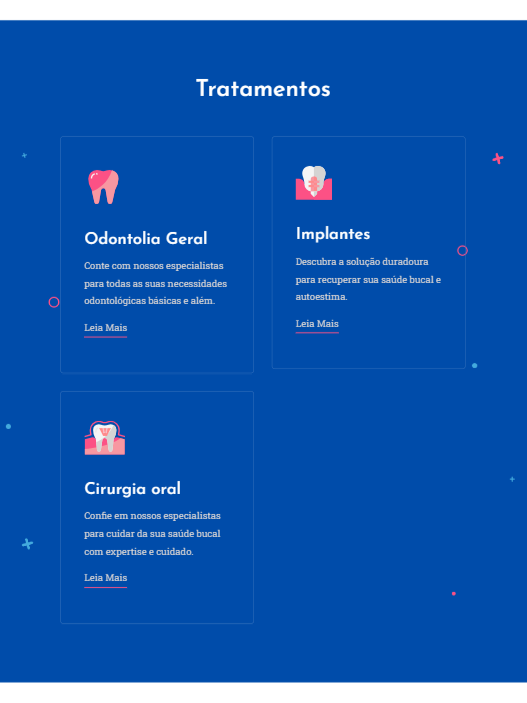 Tratamentos
Odontolia Geral
Conte com nossos especialistas
para todas as suas necessidades
odontológicas básicas e além.
Leia Mais
Implantes
Descubra a solução duradoura
para recuperar sua saúde bucal e
autoestima.
Leia Mais
Cirurgia oral
Confie em nossos especialistas
para cuidar da sua saúde bucal
com expertise e cuidado.
Leia Mais